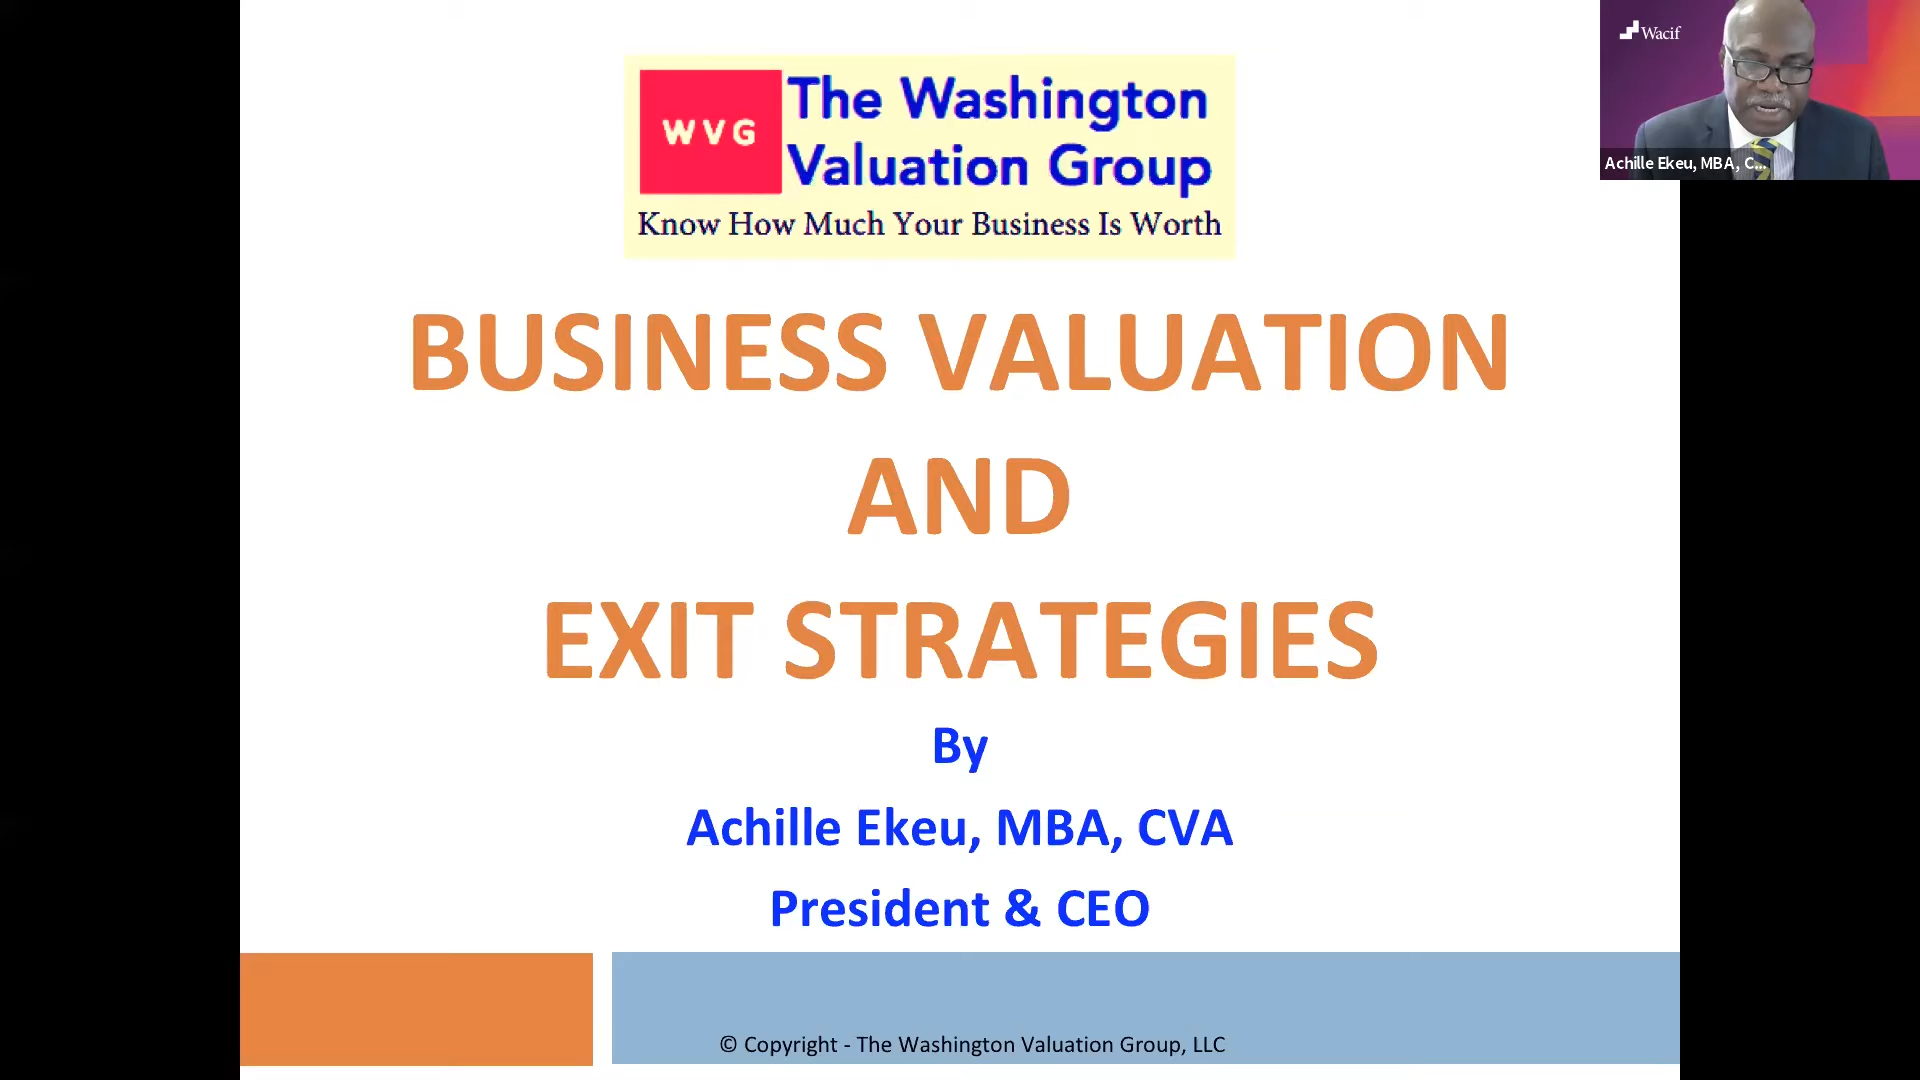 WVG
The Washington
Valuation Group
Know How Much Your Business Is Worth
BUSINESS VALUATION
AND
EXIT STRATEGIES
By
Achille Ekeu, MBA, CVA
President & CEO
© Copyright - The Washington Valuation Group, LLC
Wacif
Achille Ekeu, MBA, C...